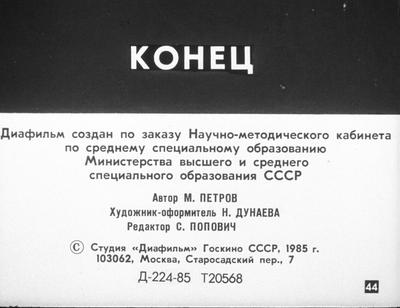 КОНЕЦ
Диафильм создан по заказу Научно-методического кабинета
по среднему специальному образованию
Министерства высшего и среднего
специального образования СССР
Автор М. ПЕТРОВ
Художник-оформитель Н. ДУНАЕВА
Редактор С. ПОПОВИЧ
© Студия «Диафильм» Госкино СССР, 1985 г.
103062, Москва, Старосадский пер., 7
Д-224-85 Т20568
44